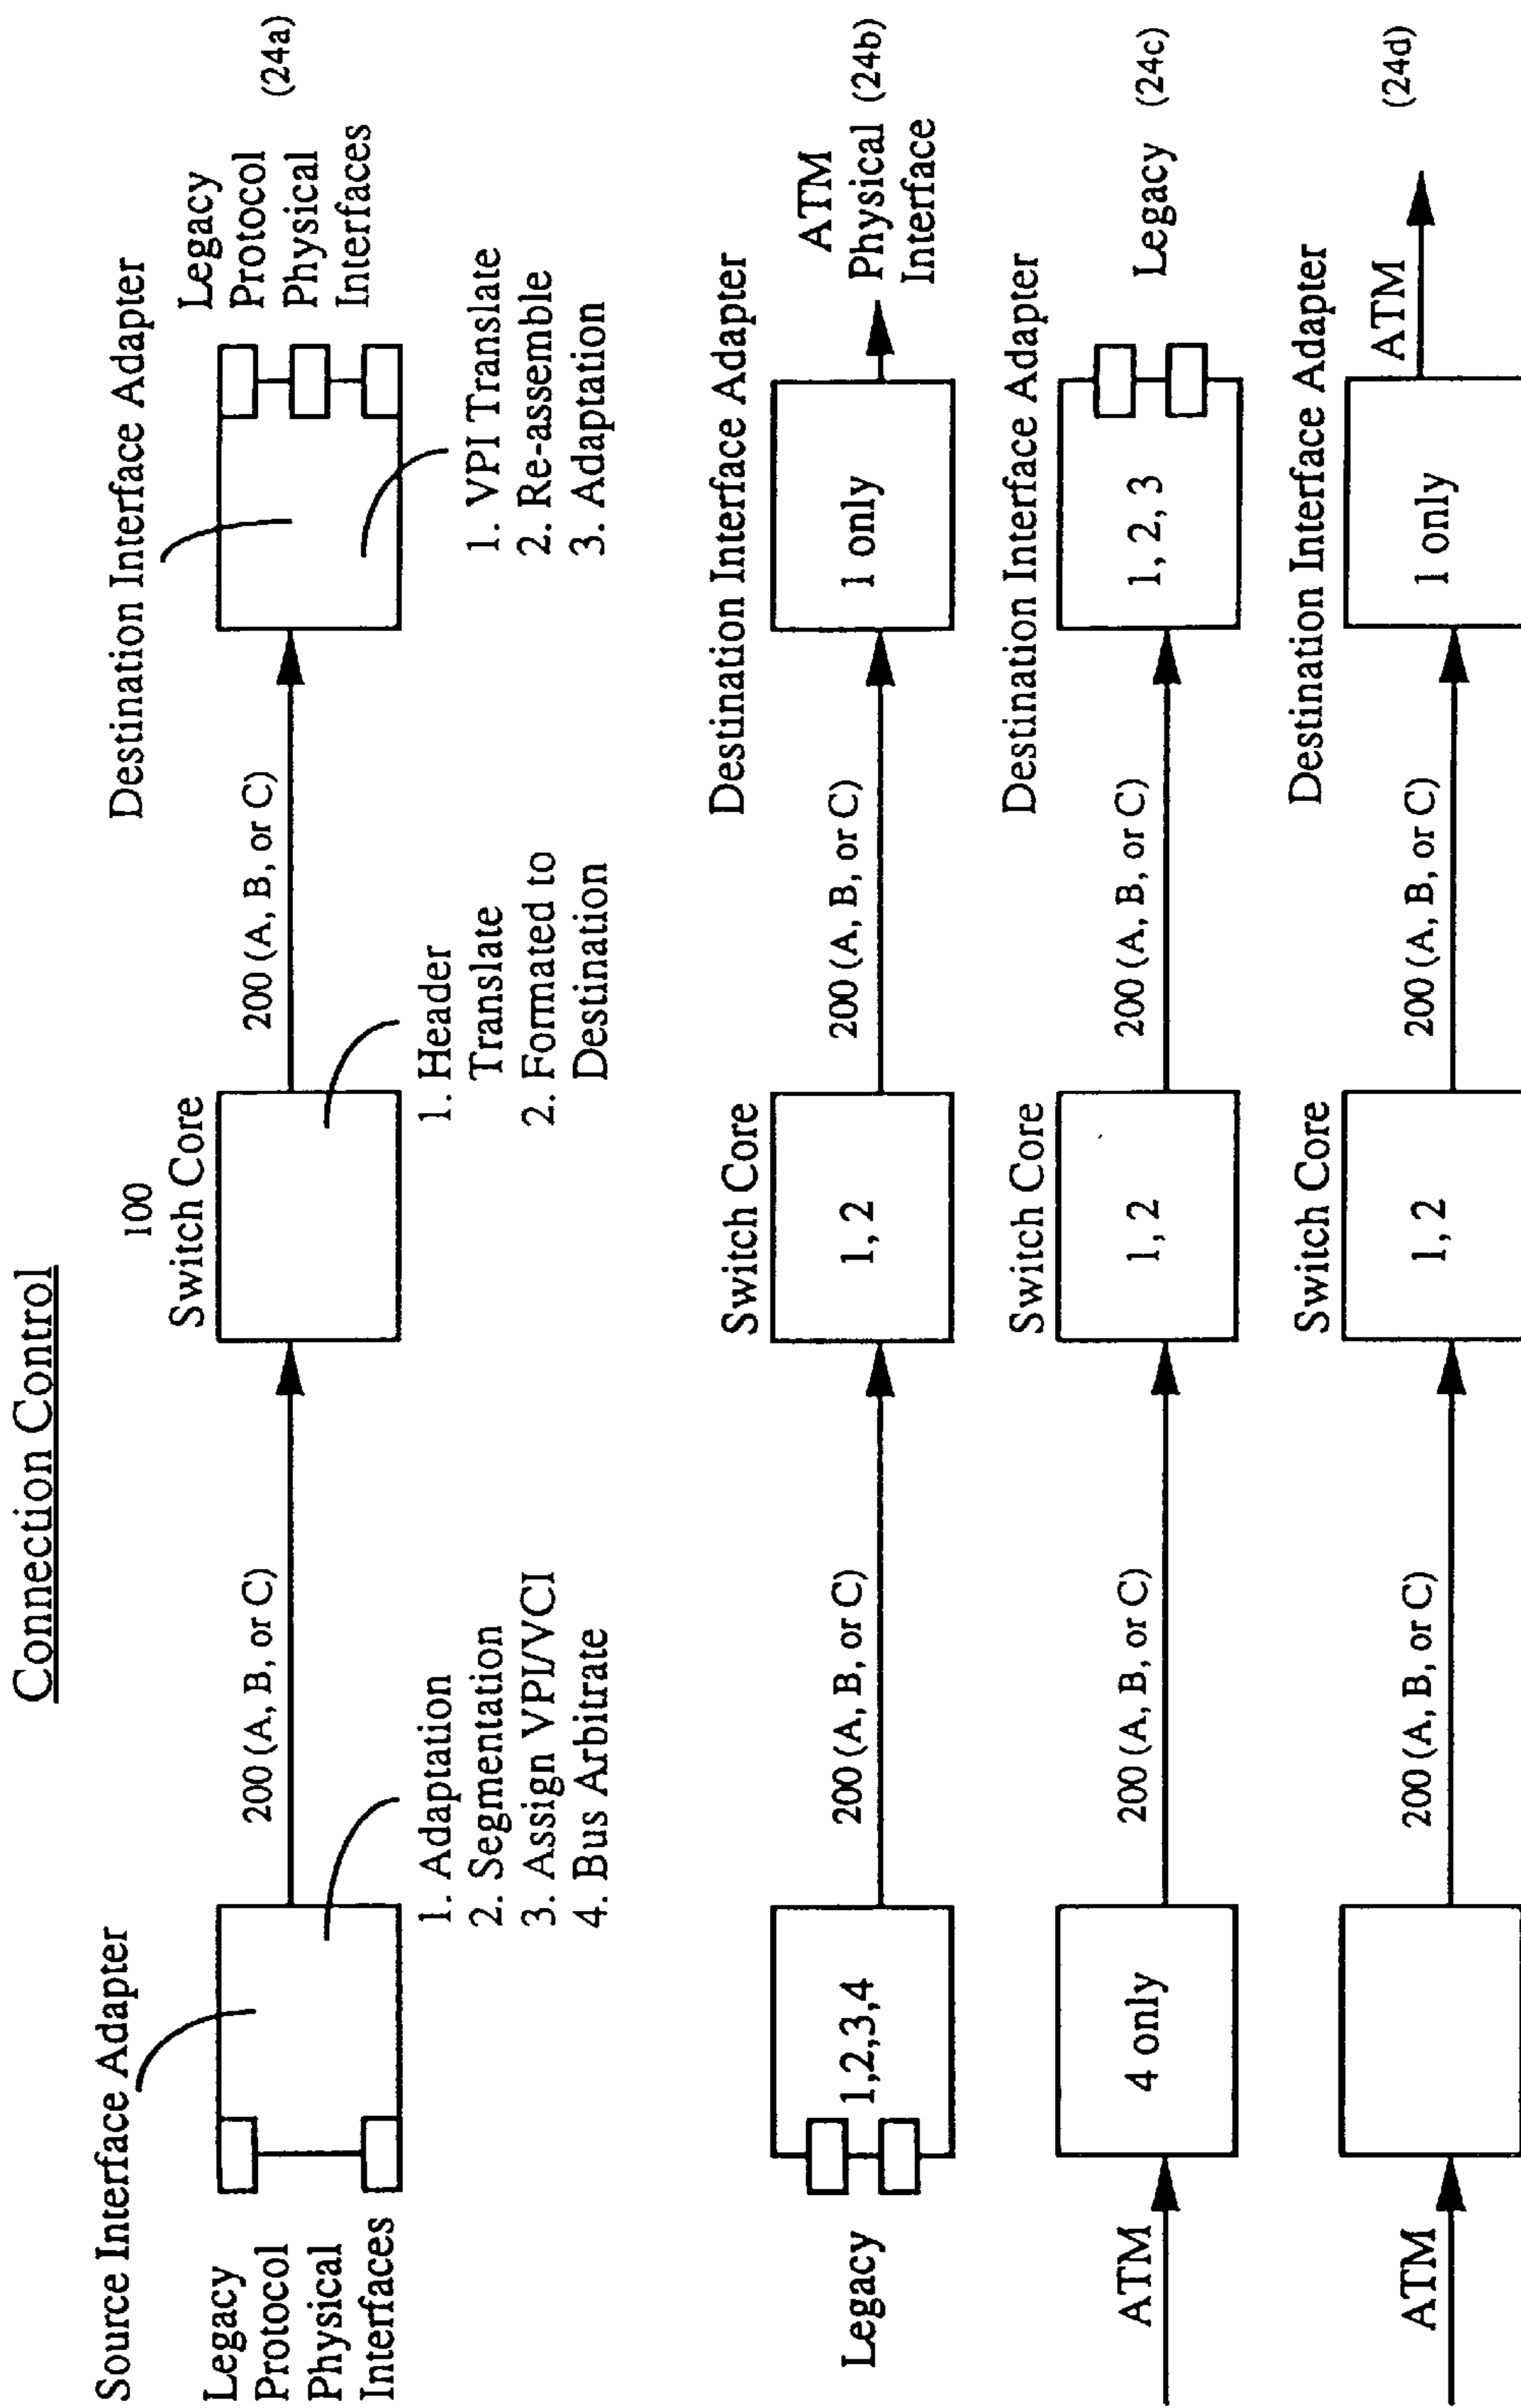 Connection Control
Source Interface Adapter
100
Switch Core
Destination Interface Adapter
Legacy
Protocol
Physical
Interfaces
200 (A, B, or C)
200 (A, B, or C)
Legacy
Protocol
Physical
Interfaces
(24a)
1. Adaptation
2. Segmentation
3. Assign VPI/VCI
4. Bus Arbitrate
1. Header
Translate
2. Formated to
Destination
1. VPI Translate
2. Re-assemble
3. Adaptation
Switch Core
Destination Interface Adapter
Legacy
1,2,3,4
200 (A, B, or C)
1, 2
200 (A, B, or C)
1 only
ATM
Physical
Interface
(24b)
Switch Core
Destination Interface Adapter
ATM
4 only
200 (A, B, or C)
1, 2
200 (A, B, or C)
1, 2, 3
Legacy
(24c)
Switch Core
Destination Interface Adapter
ATM
200 (A, B, or C)
1, 2
200 (A, B, or C)
1 only
ATM
(24d)